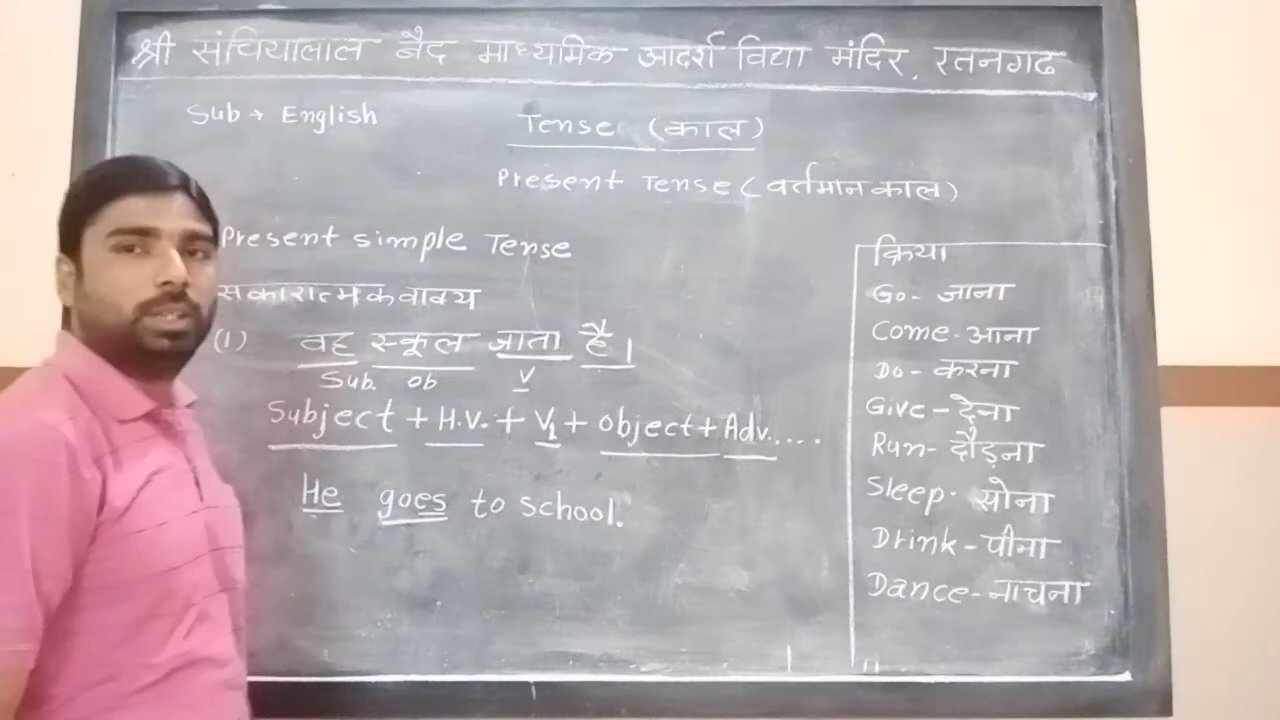 श्री संचियालाल बैद माध्यमिक आदर्श विद्या मंदिर, रतनगढ
Sub → English
Tense (काल)
Present Tense (वर्तमान काल)
Present simple Tense
सकारात्मक वाक्य
(1) वह स्कूल जाता है।
Sub. ob V
Subject + H.V. + V1 + object + Adv....
He goes to school.
क्रिया
Go - जाना
Come - आना
Do - करना
Give - देना
Run - दौड़ना
Sleep - सोना
Drink - पीना
Dance - नाचना